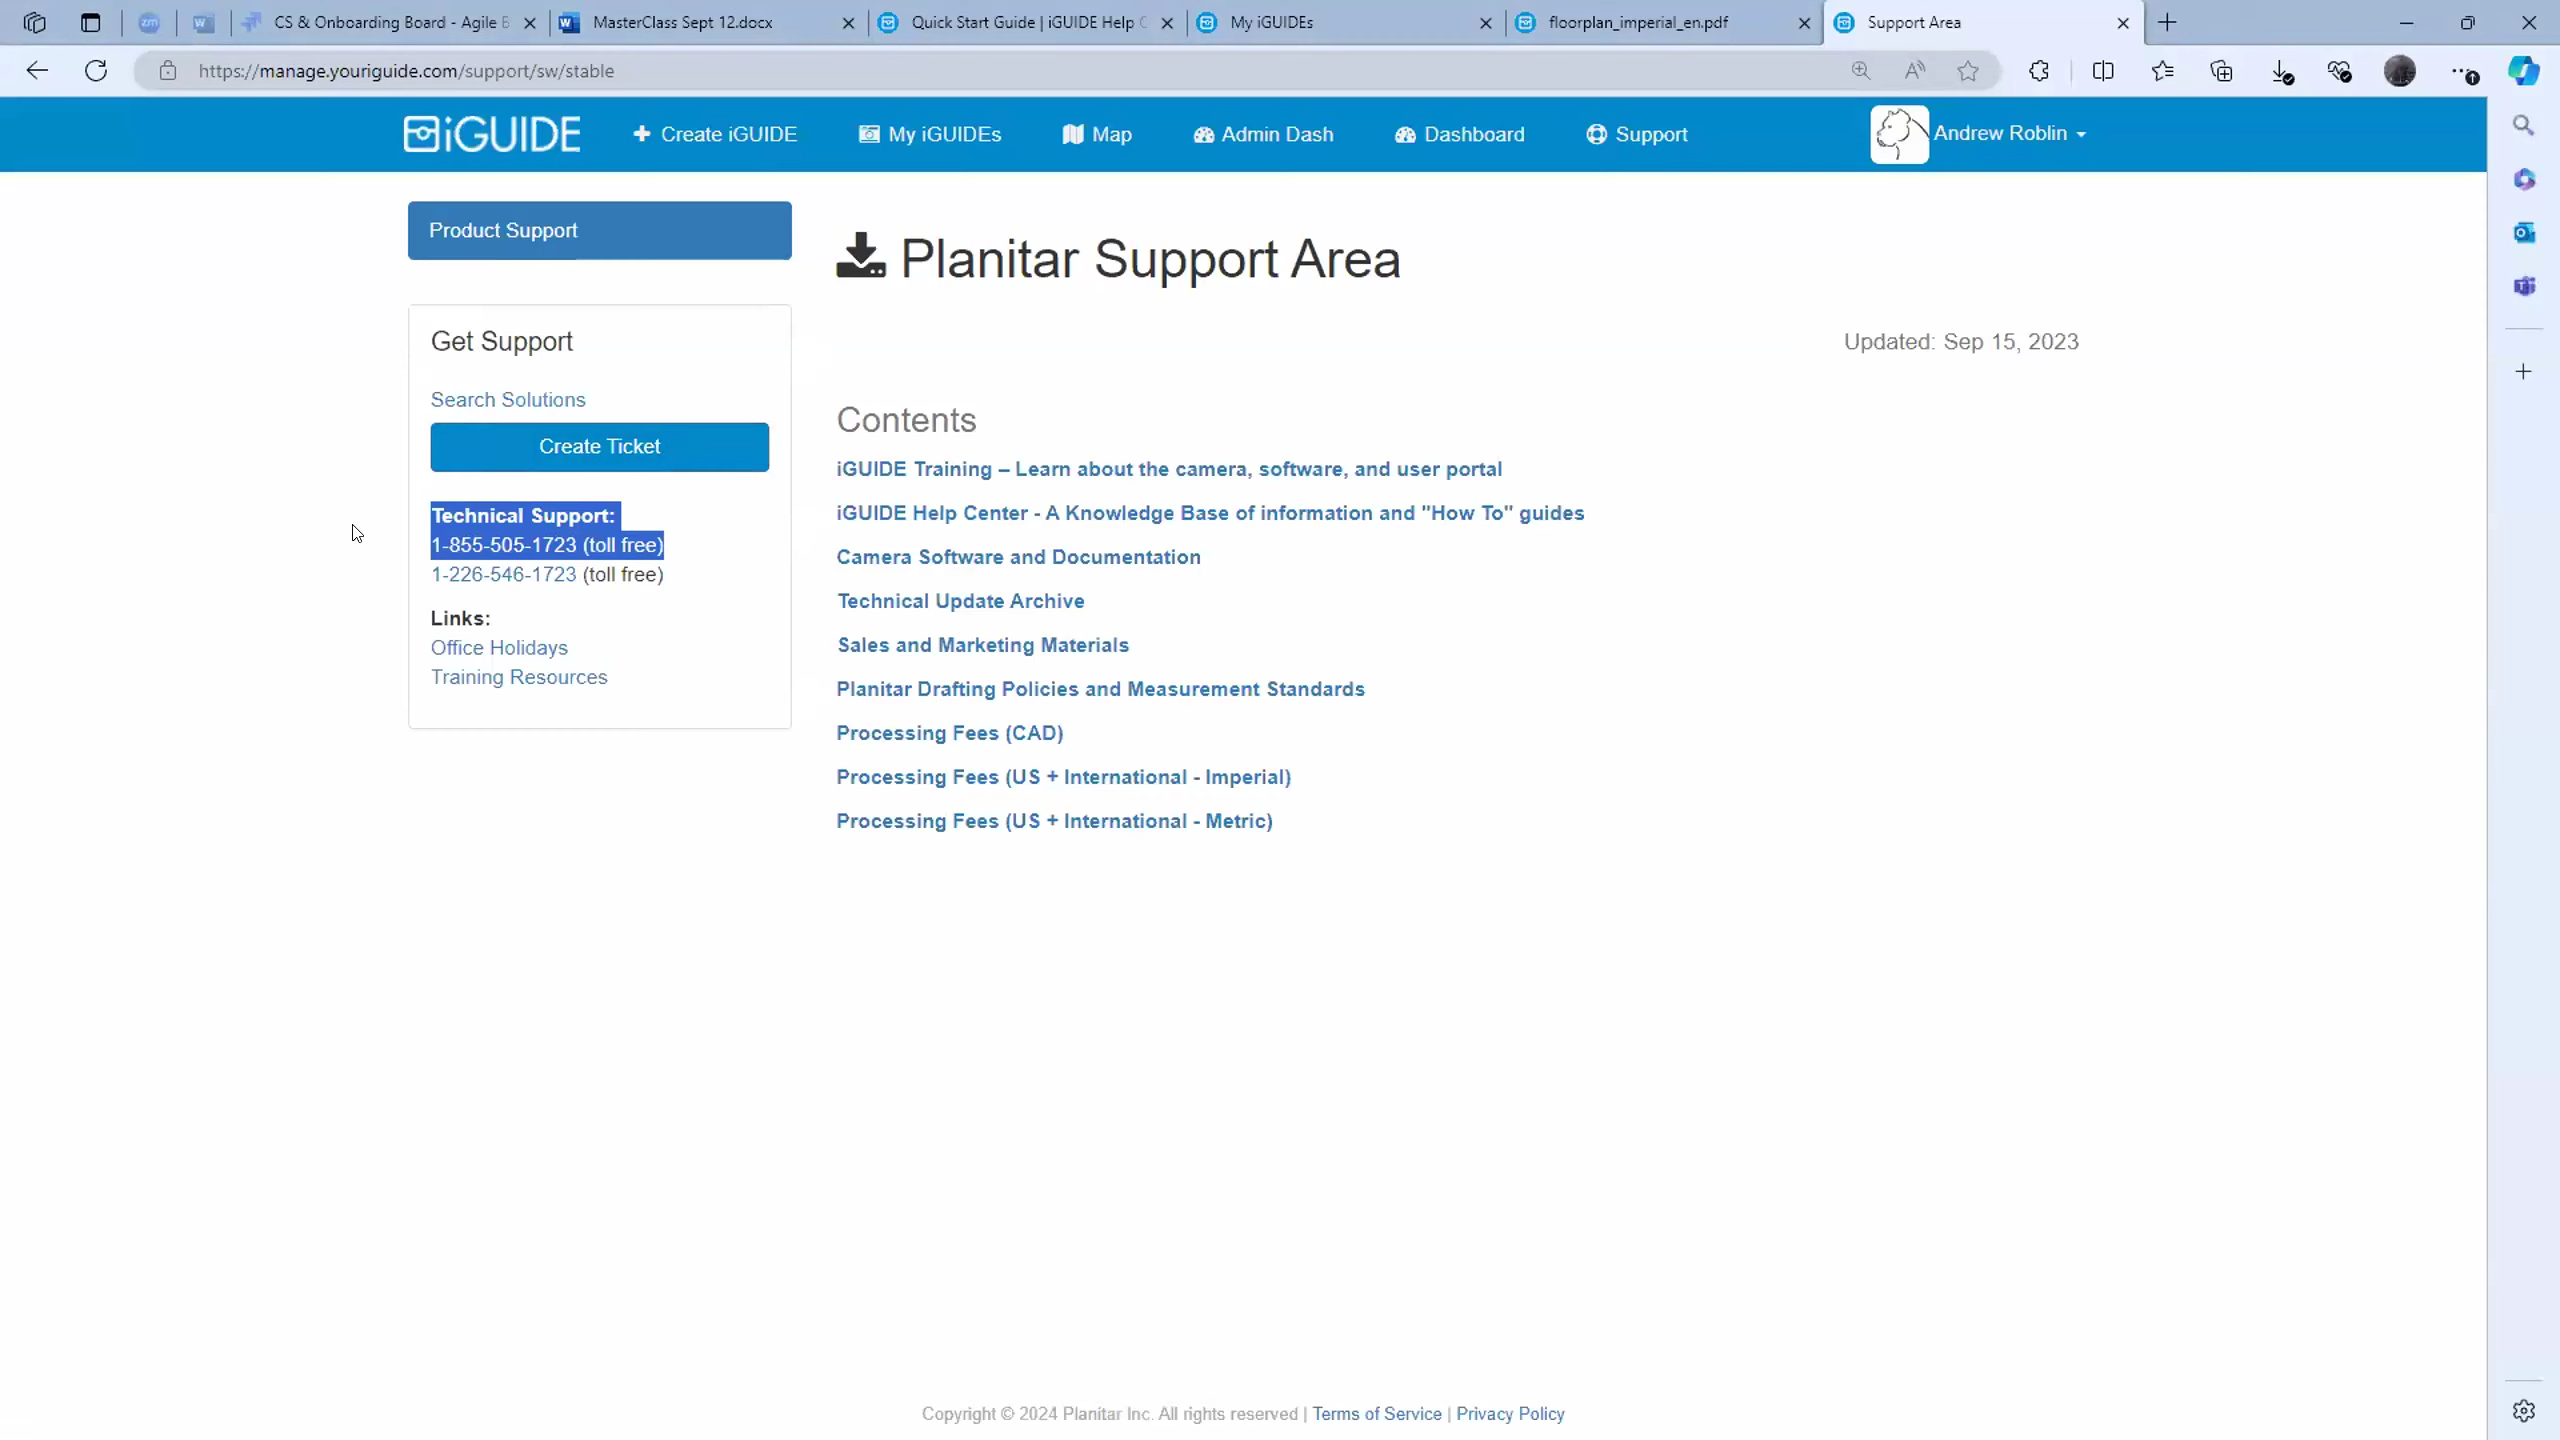 CS & Onboarding Board - Agile B
MasterClass Sept 12.docx
Quick Start Guide | iGUIDE Help C
My iGUIDEs
floorplan_imperial_en.pdf
Support Area
https://manage.youriguide.com/support/sw/stable
iGUIDE
Create iGUIDE
My iGUIDEs
Map
Admin Dash
Dashboard
Support
Andrew Roblin
Product Support
Get Support
Search Solutions
Create Ticket
Technical Support:
1-855-505-1723 (toll free)
1-226-546-1723 (toll free)
Links:
Office Holidays
Training Resources
Planitar Support Area
Updated: Sep 15, 2023
Contents
iGUIDE Training – Learn about the camera, software, and user portal
iGUIDE Help Center - A Knowledge Base of information and "How To" guides
Camera Software and Documentation
Technical Update Archive
Sales and Marketing Materials
Planitar Drafting Policies and Measurement Standards
Processing Fees (CAD)
Processing Fees (US + International - Imperial)
Processing Fees (US + International - Metric)
Copyright © 2024 Planitar Inc. All rights reserved | Terms of Service | Privacy Policy